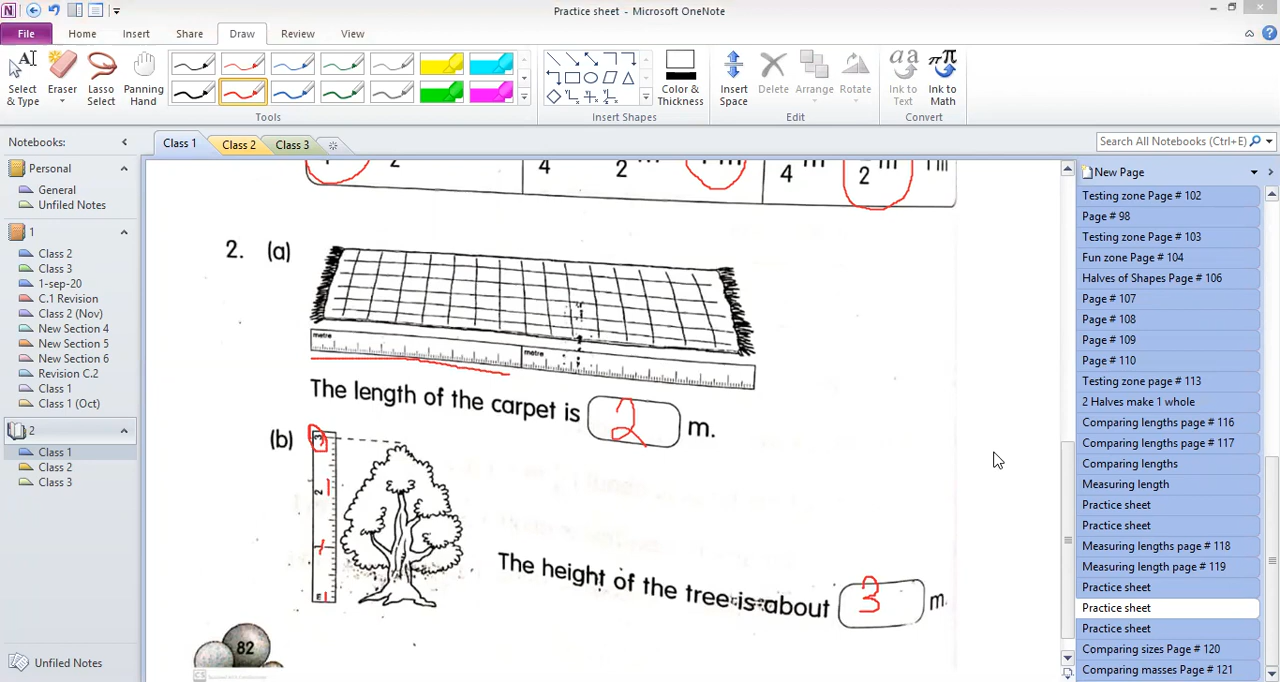 Practice sheet - Microsoft OneNote
File Home Insert Share Draw Review View
Select & Type
Eraser
Lasso Select
Panning Hand
Color & Thickness
Insert Space
Delete
Arrange
Rotate
Ink to Text
Ink to Math
Tools
Insert Shapes
Edit
Convert
Notebooks:
Class 1 Class 2 Class 3
Search All Notebooks (Ctrl+E)
Personal
General
Unfiled Notes
1
Class 2
Class 3
1-sep-20
C.1 Revision
Class 2 (Nov)
New Section 4
New Section 5
New Section 6
Revision C.2
Class 1
Class 1 (Oct)
2
Class 1
Class 2
Class 3
Unfiled Notes
2 4 2 m 4 m 2 m 1 m
2. (a)
metre metre
The length of the carpet is 2 m.
(b)
3
2
1
m
The height of the tree is about 3 m.
82
CS
New Page
Testing zone Page # 102
Page # 98
Testing zone Page # 103
Fun zone Page # 104
Halves of Shapes Page # 106
Page # 107
Page # 108
Page # 109
Page # 110
Testing zone Page # 113
2 Halves make 1 whole
Comparing lengths page # 116
Comparing lengths page # 117
Comparing lengths
Measuring length
Practice sheet
Practice sheet
Measuring lengths page # 118
Measuring length page # 119
Practice sheet
Practice sheet
Practice sheet
Comparing sizes Page # 120
Comparing masses Page # 121